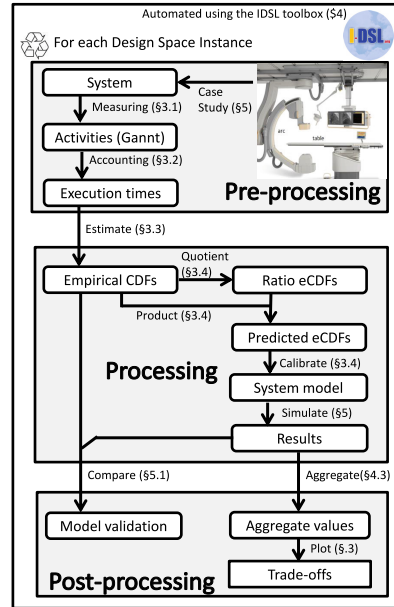 Automated using the IDSL toolbox ($4)
For each Design Space Instance
I-DSL
System
Case
Study (§5)
Measuring (§3.1)
Activities (Gannt)
Accounting (§3.2)
Execution times
arc
table
Pre-processing
Estimate (§3.3)
Quotient
(§3.4)
Empirical CDFs
Ratio eCDFs
Product (§3.4)
Predicted eCDFs
Calibrate (§3.4)
Processing
System model
Simulate (§5)
Results
Compare (§5.1)
Aggregate(§4.3)
Model validation
Aggregate values
Plot (§.3)
Trade-offs
Post-processing